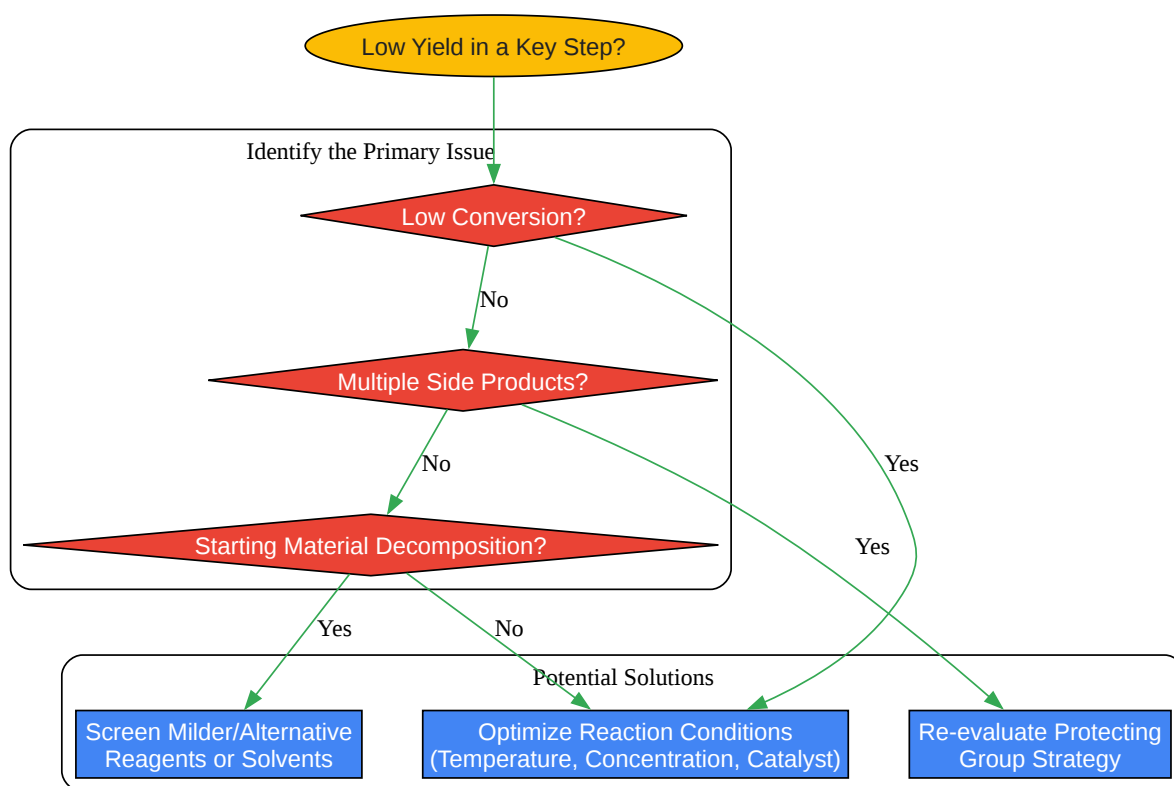 Low Yield in a Key Step?
Identify the Primary Issue
Low Conversion?
No
Multiple Side Products?
No
Yes
Starting Material Decomposition?
Yes
Yes
No
Potential Solutions
Screen Milder/Alternative
Reagents or Solvents
Optimize Reaction Conditions
(Temperature, Concentration, Catalyst)
Re-evaluate Protecting
Group Strategy